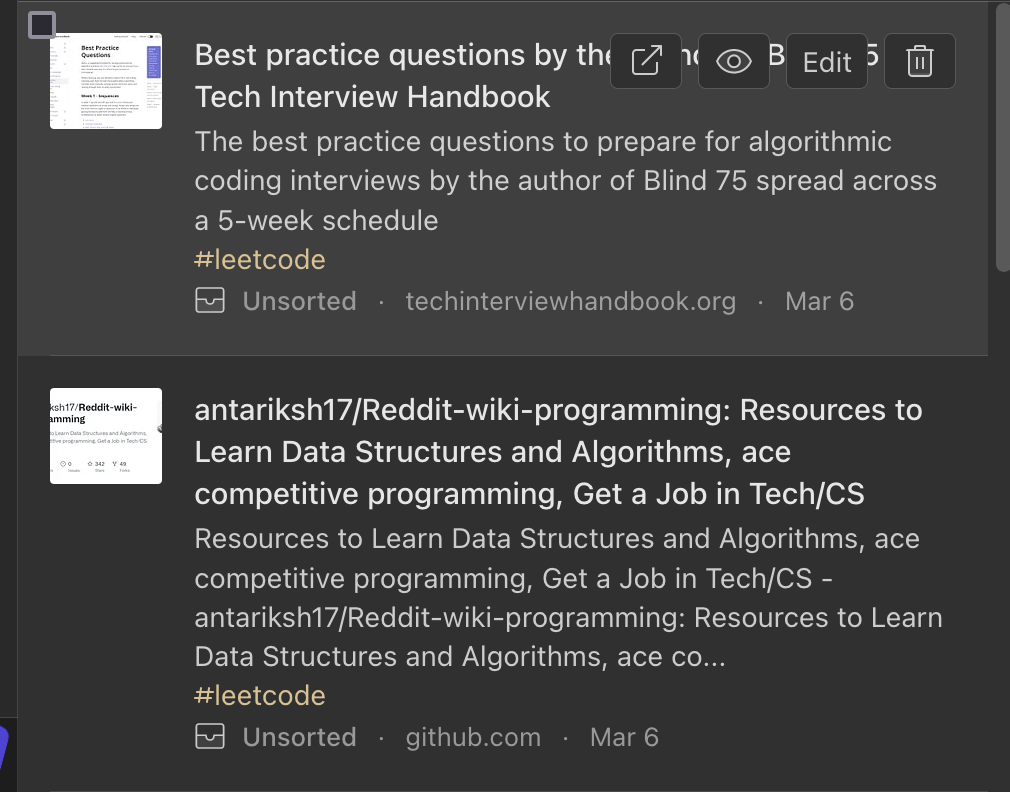 Best practice questions by the
Edit
5
Tech Interview Handbook
The best practice questions to prepare for algorithmic
coding interviews by the author of Blind 75 spread across
a 5-week schedule
#leetcode
Unsorted · techinterviewhandbook.org · Mar 6
Best Practice
Questions
antariksh17/Reddit-wiki-programming: Resources to
Learn Data Structures and Algorithms, ace
competitive programming, Get a Job in Tech/CS
Resources to Learn Data Structures and Algorithms, ace
competitive programming, Get a Job in Tech/CS -
antariksh17/Reddit-wiki-programming: Resources to Learn
Data Structures and Algorithms, ace co...
#leetcode
Unsorted · github.com · Mar 6
ksh17/Reddit-wiki-
amming
to Learn Data Structures and Algorithms,
titive programming, Get a Job in Tech/CS
0 342 49
Issues Stars Forks